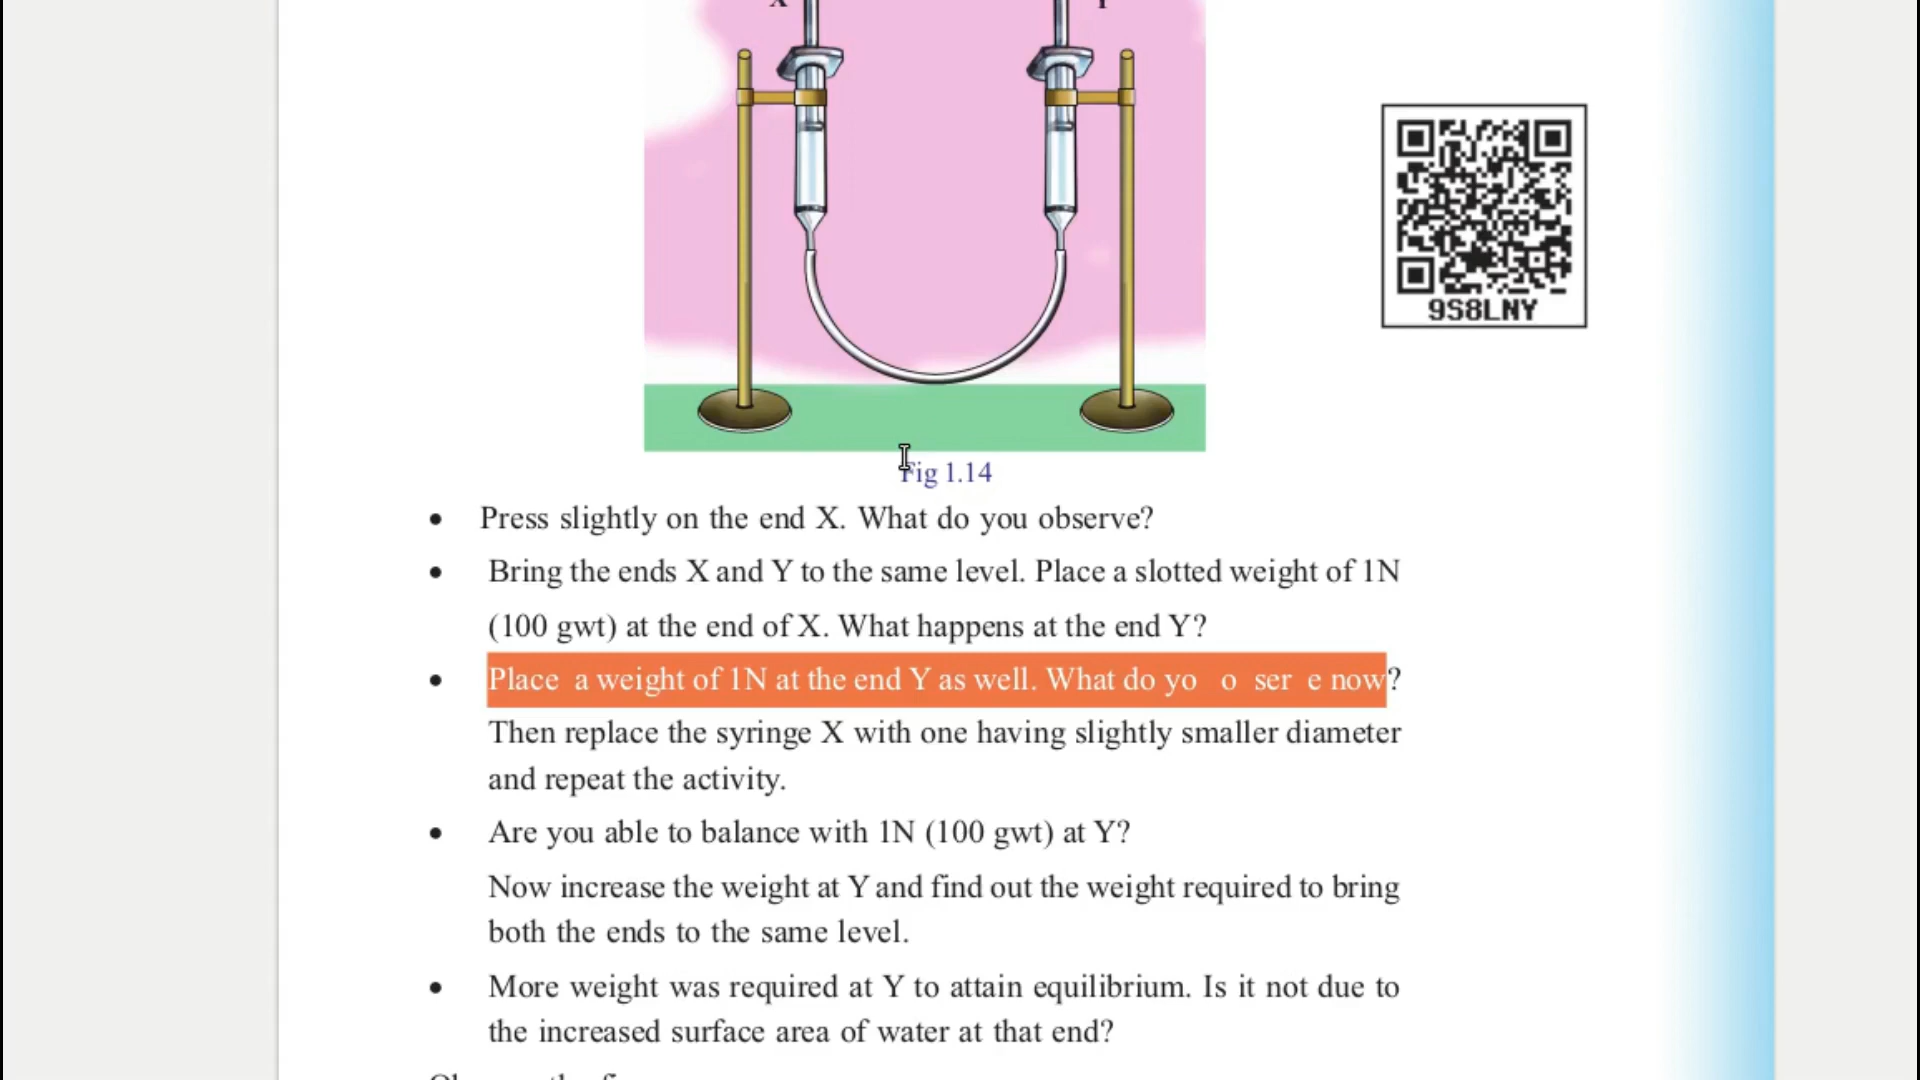 X Y
9S8LNY
Fig 1.14
• Press slightly on the end X. What do you observe?
• Bring the ends X and Y to the same level. Place a slotted weight of 1N
(100 gwt) at the end of X. What happens at the end Y?
• Place a weight of 1N at the end Y as well. What do yo o ser e now?
Then replace the syringe X with one having slightly smaller diameter
and repeat the activity.
• Are you able to balance with 1N (100 gwt) at Y?
Now increase the weight at Y and find out the weight required to bring
both the ends to the same level.
• More weight was required at Y to attain equilibrium. Is it not due to
the increased surface area of water at that end?